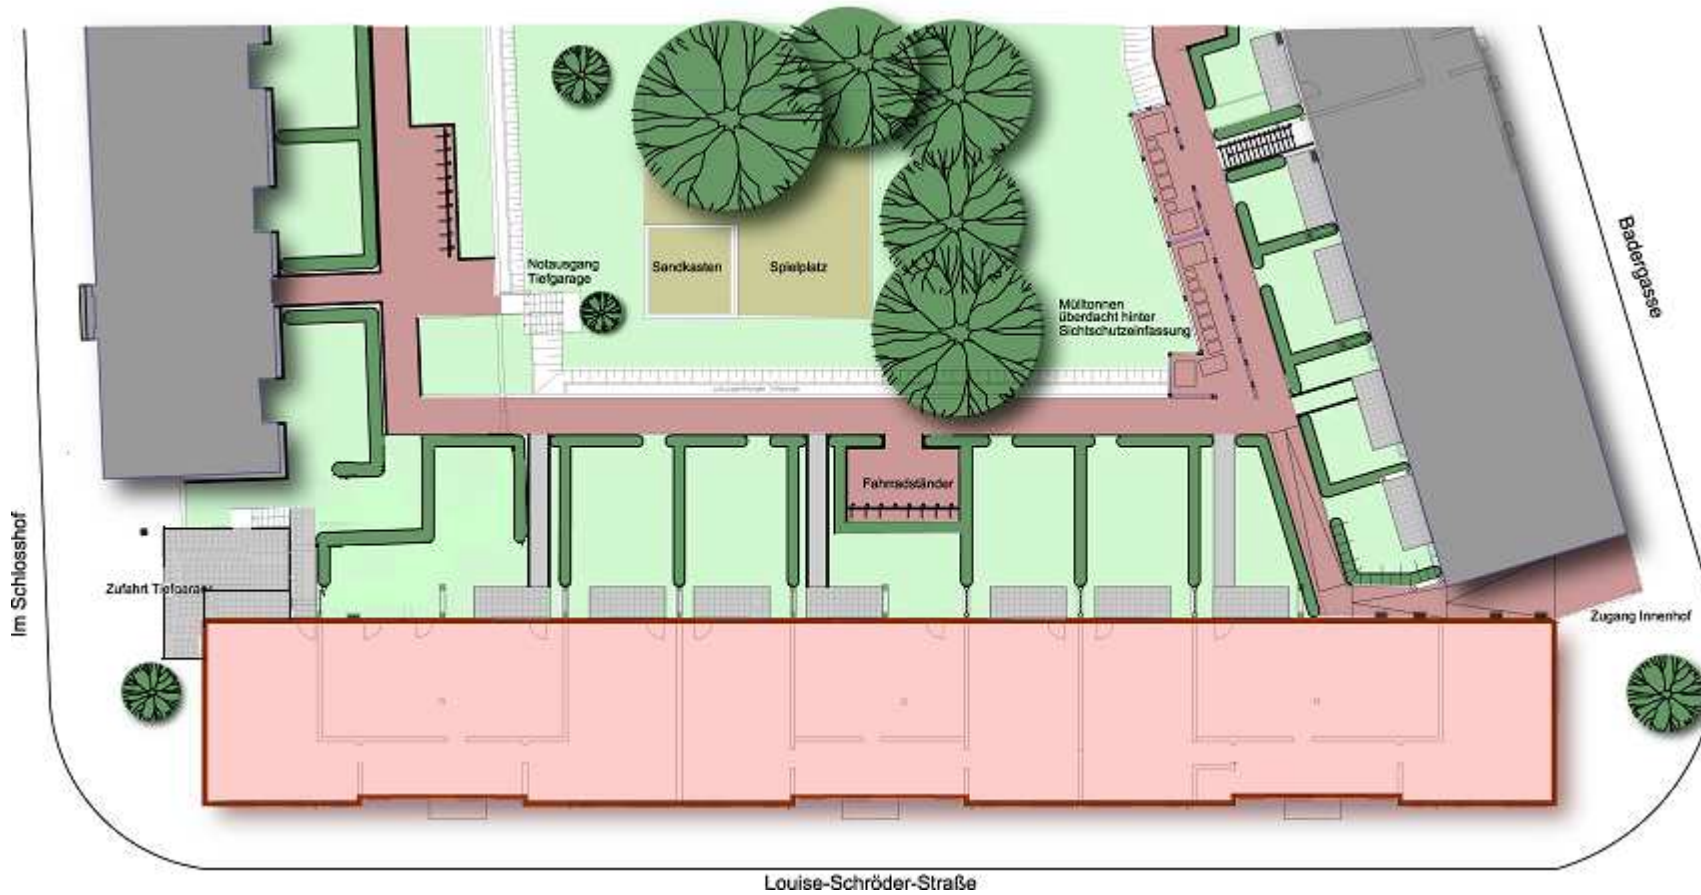 Badergasse
Notausgang
Tiefgarage
Sandkasten
Spielplatz
Mülltonnen
überdacht hinter
Sichtschutzeinfassung
Fahrradständer
Im Schlosshof
Zufahrt Tiefgarage
Zugang Innenhof
Louise-Schröder-Straße